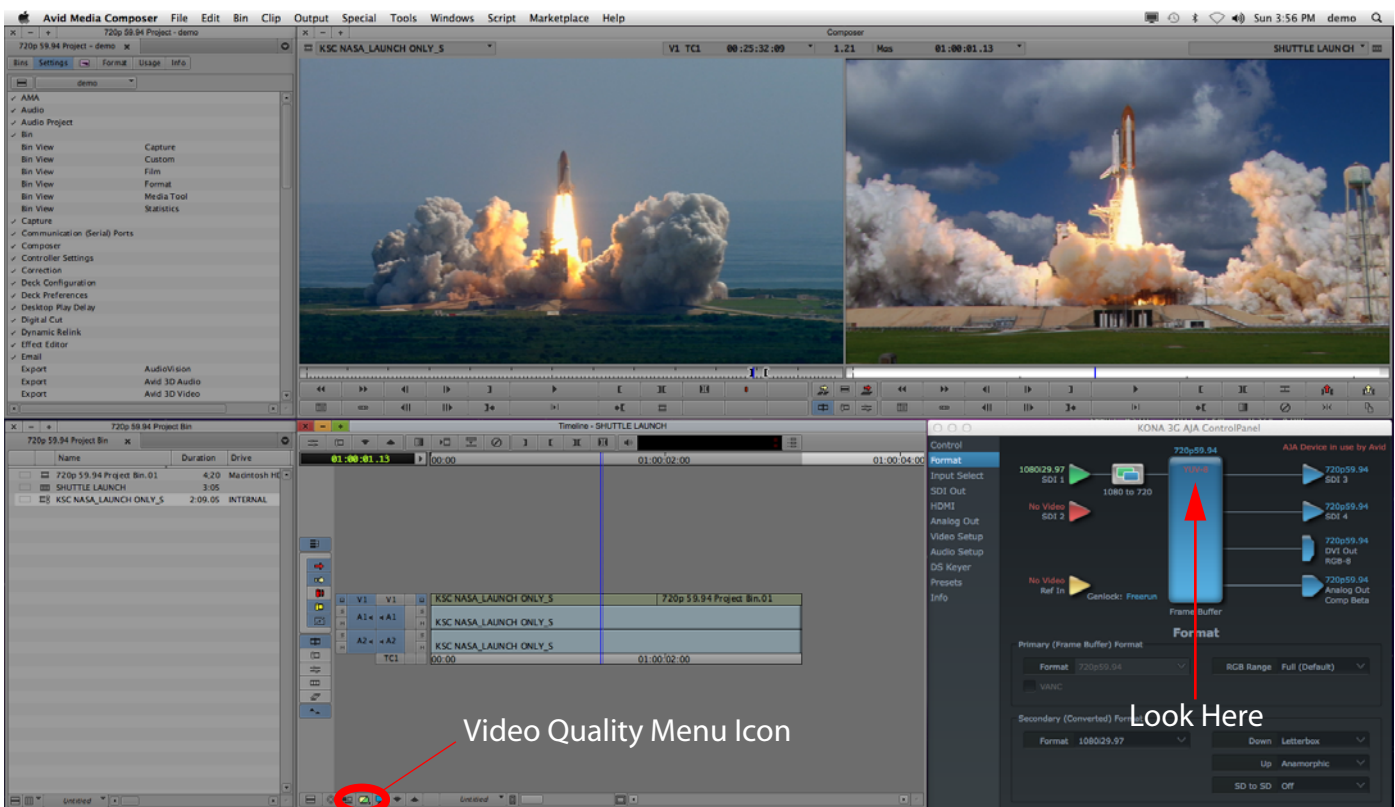 Avid Media Composer File Edit Bin Clip Output Special Tools Windows Script Marketplace Help Sun 3:56 PM demo
720p 59.94 Project - demo
720p 59.94 Project - demo
Bins Settings Format Usage Info
demo
AMA
Audio
Audio Project
Bin
Bin View Capture
Bin View Custom
Bin View Film
Bin View Format
Bin View Media Tool
Bin View Statistics
Capture
Communication (Serial) Ports
Composer
Controller Settings
Correction
Deck Configuration
Deck Preferences
Desktop Play Delay
Digital Cut
Dynamic Relink
Effect Editor
Email
Export AudioVision
Export Avid 3D Audio
Export Avid 3D Video
Composer
KSC NASA_LAUNCH ONLY_S V1 TC1 00:25:32:09 1.21 Mas 01:00:01.13 SHUTTLE LAUNCH
720p 59.94 Project Bin
720p 59.94 Project Bin
Name Duration Drive
720p 59.94 Project Bin.01 4;20 Macintosh HD
SHUTTLE LAUNCH 3:05
KSC NASA_LAUNCH ONLY_S 2:09.05 INTERNAL
Untitled
Timeline - SHUTTLE LAUNCH
01:00:01.13 00:00 01:00:02:00 01:00:04:00
V1 V1 KSC NASA_LAUNCH ONLY_S 720p 59.94 Project Bin.01
A1 A1 KSC NASA_LAUNCH ONLY_S
A2 A2 KSC NASA_LAUNCH ONLY_S
TC1 00:00 01:00:02:00
Video Quality Menu Icon
Untitled
KONA 3G AJA ControlPanel
Control
Format
Input Select
SDI Out
HDMI
Analog Out
Video Setup
Audio Setup
DS Keyer
Presets
Info
720p59.94
AJA Device in use by Avid
YUV-8
1080i29.97
SDI 1
1080 to 720
No Video
SDI 2
No Video
Ref In
Genlock: Freerun
Frame Buffer
720p59.94
SDI 3
720p59.94
SDI 4
720p59.94
DVI Out
RGB-8
720p59.94
Analog Out
Comp Beta
Format
Primary (Frame Buffer) Format
Format 720p59.94 RGB Range Full (Default)
VANC
Look Here
Secondary (Converted) Format
Format 1080i29.97 Down Letterbox
Up Anamorphic
SD to SD Off